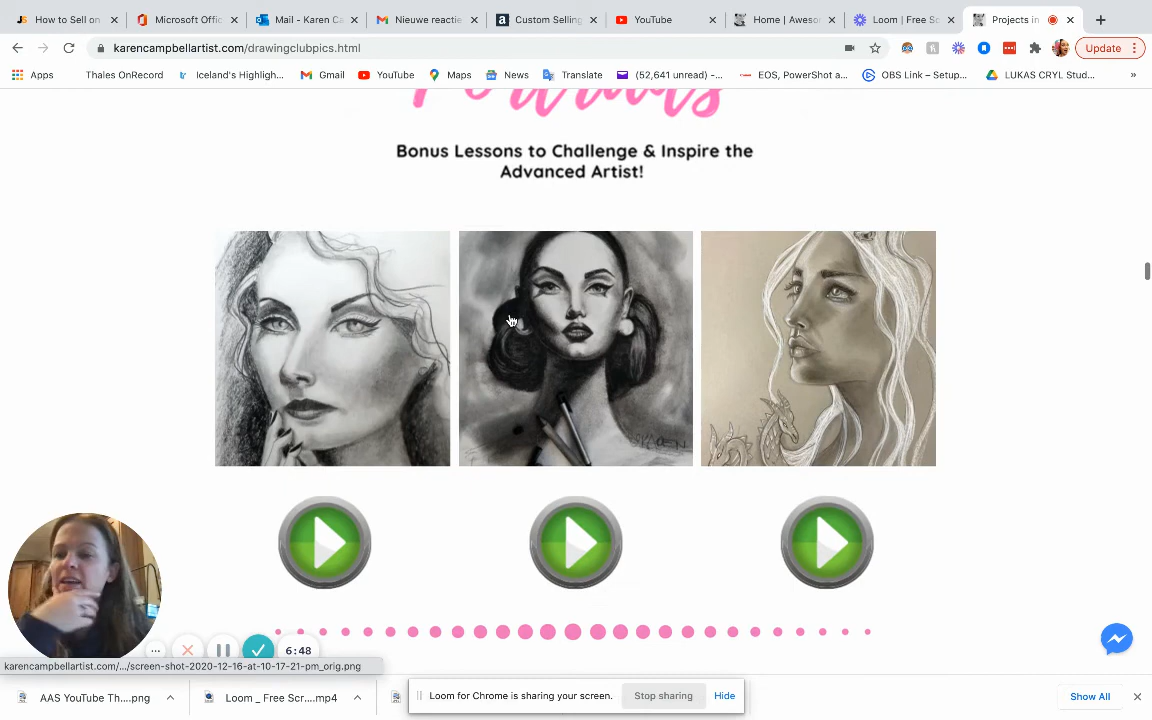 How to Sell on
Microsoft Offic
Mail - Karen Ca
Nieuwe reactie
Custom Selling
YouTube
Home | Aweso
Loom | Free Sc
Projects in
karencampbellartist.com/drawingclubpics.html
Update
Apps
Thales OnRecord
Iceland's Highligh...
Gmail
YouTube
Maps
News
Translate
(52,641 unread) -...
EOS, PowerShot a...
OBS Link – Setup...
LUKAS CRYL Stud...
Portraits
Bonus Lessons to Challenge & Inspire the
Advanced Artist!
6:48
karencampbellartist.com/.../screen-shot-2020-12-16-at-10-17-21-pm_orig.png
AAS YouTube Th....png
Loom _ Free Scr....mp4
Loom for Chrome is sharing your screen.
Stop sharing
Hide
Show All